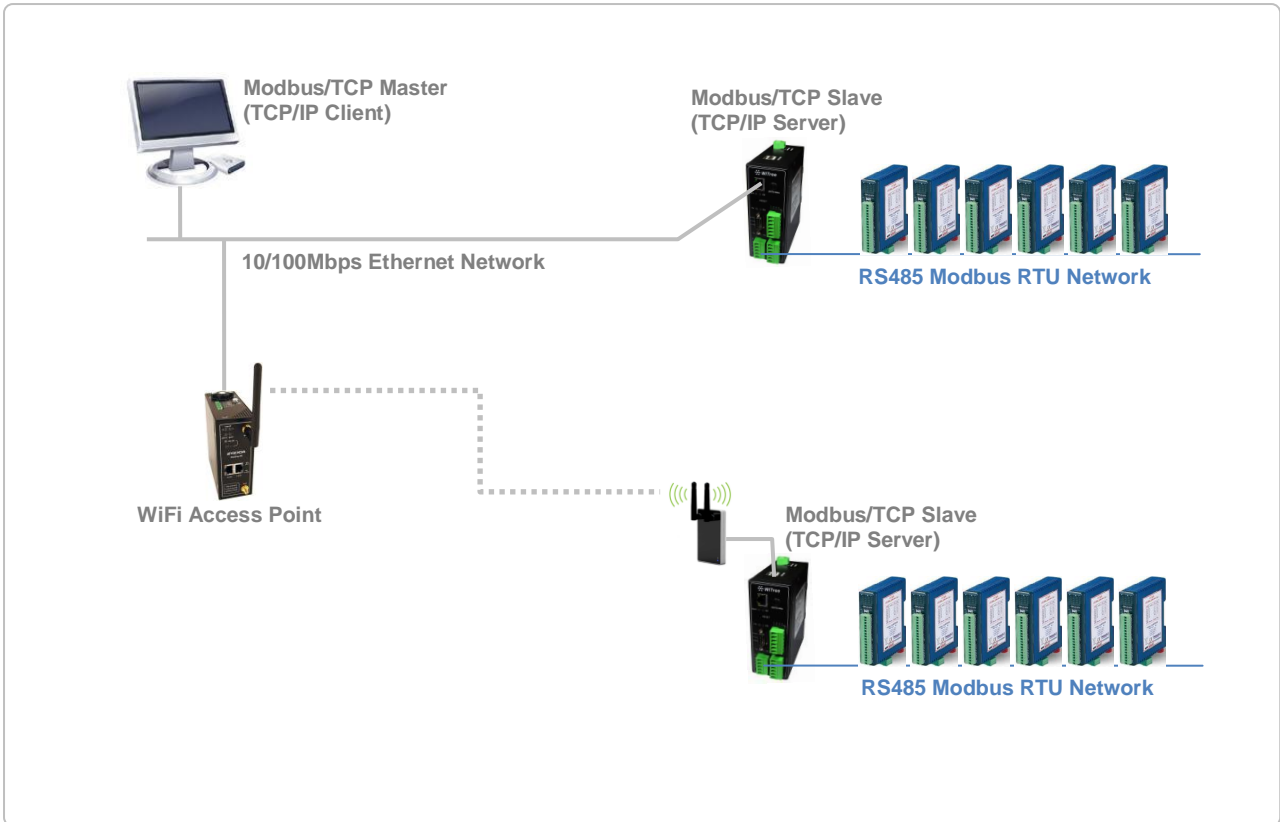 Modbus/TCP Master
(TCP/IP Client)
Modbus/TCP Slave
(TCP/IP Server)
10/100Mbps Ethernet Network
RS485 Modbus RTU Network
WiFi Access Point
Modbus/TCP Slave
(TCP/IP Server)
RS485 Modbus RTU Network